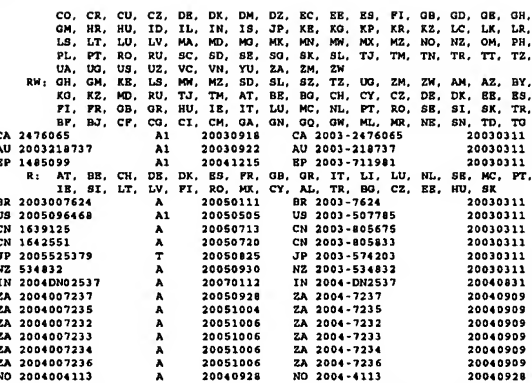 CO, CR, CU, CZ, DE, DK, DM, DZ, EC, EE, ES, FI, GB, GD, GE, GH,
GM, HR, HU, ID, IL, IN, IS, JP, KE, KG, KP, KR, KZ, LC, LK, LR,
LS, LT, LU, LV, MA, MD, MG, MK, MN, MW, MX, MZ, NO, NZ, OM, PH,
PL, PT, RO, RU, SC, SD, SE, SG, SK, SL, TJ, TM, TN, TR, TT, TZ,
UA, UG, US, UZ, VC, VN, YU, ZA, ZM, ZW
RW: GH, GM, KE, LS, MW, MZ, SD, SL, SZ, TZ, UG, ZM, ZW, AM, AZ, BY,
KG, KZ, MD, RU, TJ, TM, AT, BE, BG, CH, CY, CZ, DE, DK, EE, ES,
FI, FR, GB, GR, HU, IE, IT, LU, MC, NL, PT, RO, SE, SI, SK, TR,
BF, BJ, CF, CG, CI, CM, GA, GN, GQ, GW, ML, MR, NE, SN, TD, TG
CA 2476065 A1 20030918 CA 2003-2476065 20030311
AU 2003218737 A1 20030922 AU 2003-218737 20030311
EP 1485099 A1 20041215 EP 2003-711981 20030311
R: AT, BE, CH, DE, DK, ES, FR, GB, GR, IT, LI, LU, NL, SE, MC, PT,
IE, SI, LT, LV, FI, RO, MK, CY, AL, TR, BG, CZ, EE, HU, SK
BR 2003007624 A 20050111 BR 2003-7624 20030311
US 2005096468 A1 20050505 US 2003-507785 20030311
CN 1639125 A 20050713 CN 2003-805675 20030311
CN 1642551 A 20050720 CN 2003-805833 20030311
JP 2005525379 T 20050825 JP 2003-574203 20030311
NZ 534832 A 20050930 NZ 2003-534832 20030311
IN 2004DN02537 A 20070112 IN 2004-DN2537 20040831
ZA 2004007237 A 20050928 ZA 2004-7237 20040909
ZA 2004007235 A 20051004 ZA 2004-7235 20040909
ZA 2004007232 A 20051006 ZA 2004-7232 20040909
ZA 2004007233 A 20051006 ZA 2004-7233 20040909
ZA 2004007234 A 20051006 ZA 2004-7234 20040909
ZA 2004007236 A 20051006 ZA 2004-7236 20040909
NO 2004004113 A 20040928 NO 2004-4113 20040928